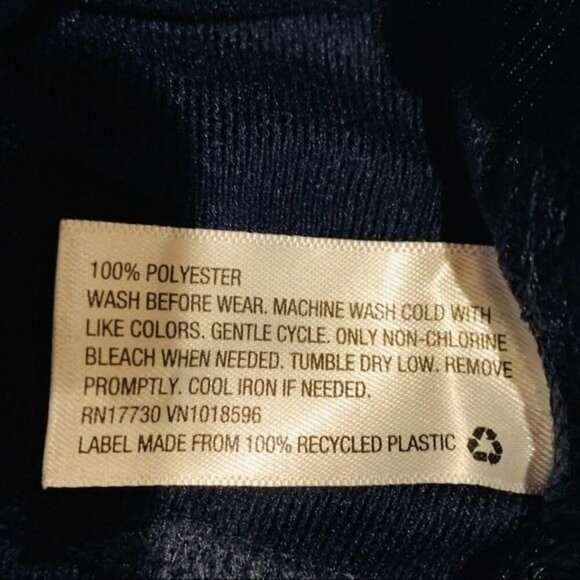 100% POLYESTER
WASH BEFORE WEAR. MACHINE WASH COLD WITH
LIKE COLORS. GENTLE CYCLE. ONLY NON-CHLORINE
BLEACH WHEN NEEDED. TUMBLE DRY LOW. REMOVE
PROMPTLY. COOL IRON IF NEEDED.
RN17730 VN1018596
LABEL MADE FROM 100% RECYCLED PLASTIC